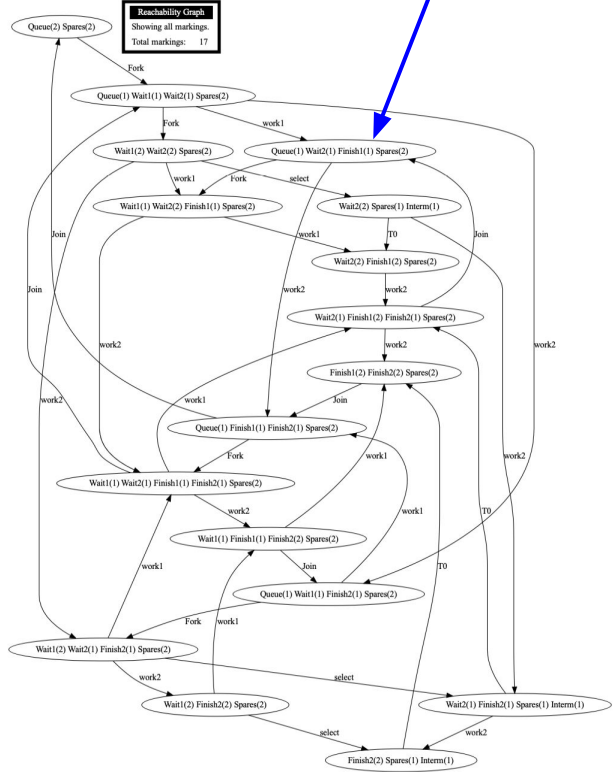 Reachability Graph
Showing all markings.
Total markings: 17
Queue(2) Spares(2)
Fork
Queue(1) Wait1(1) Wait2(1) Spares(2)
Fork
work1
Wait1(2) Wait2(2) Spares(2)
Queue(1) Wait2(1) Finish1(1) Spares(2)
work1
Fork
select
Wait1(1) Wait2(2) Finish1(1) Spares(2)
Wait2(2) Spares(1) Interm(1)
Join
work1
T0
Join
Wait2(2) Finish1(2) Spares(2)
Join
work2
work2
Wait2(1) Finish1(2) Finish2(1) Spares(2)
work2
work2
work2
Finish1(2) Finish2(2) Spares(2)
work2
work1
Join
Queue(1) Finish1(1) Finish2(1) Spares(2)
Fork
work1
work2
Wait1(1) Wait2(1) Finish1(1) Finish2(1) Spares(2)
work2
work1
T0
Wait1(1) Finish1(1) Finish2(2) Spares(2)
work1
Join
T0
Queue(1) Wait1(1) Finish2(1) Spares(2)
Fork
work1
Wait1(2) Wait2(1) Finish2(1) Spares(2)
work2
select
Wait1(2) Finish2(2) Spares(2)
Wait2(1) Finish2(1) Spares(1) Interm(1)
select
work2
Finish2(2) Spares(1) Interm(1)